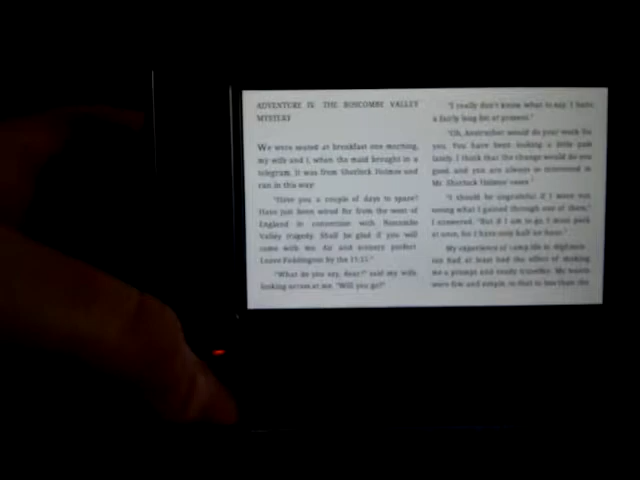 ADVENTURE IV. THE BOSCOMBE VALLEY
MYSTERY
We were seated at breakfast one morning,
my wife and I, when the maid brought in a
telegram. It was from Sherlock Holmes and
ran in this way:
"Have you a couple of days to spare?
Have just been wired for from the west of
England in connection with Boscombe
Valley tragedy. Shall be glad if you will
come with me. Air and scenery perfect.
Leave Paddington by the 11:15."
"What do you say, dear?" said my wife,
looking across at me. "Will you go?"
"I really don't know what to say. I have
a fairly long list at present."
"Oh, Anstruther would do your work for
you. You have been looking a little pale
lately. I think that the change would do you
good, and you are always so interested in
Mr. Sherlock Holmes' cases."
"I should be ungrateful if I were not,
seeing what I gained through one of them,"
I answered. "But if I am to go, I must pack
at once, for I have only half an hour."
My experience of camp life in Afghanis-
tan had at least had the effect of making
me a prompt and ready traveller. My wants
were few and simple, so that in less than the